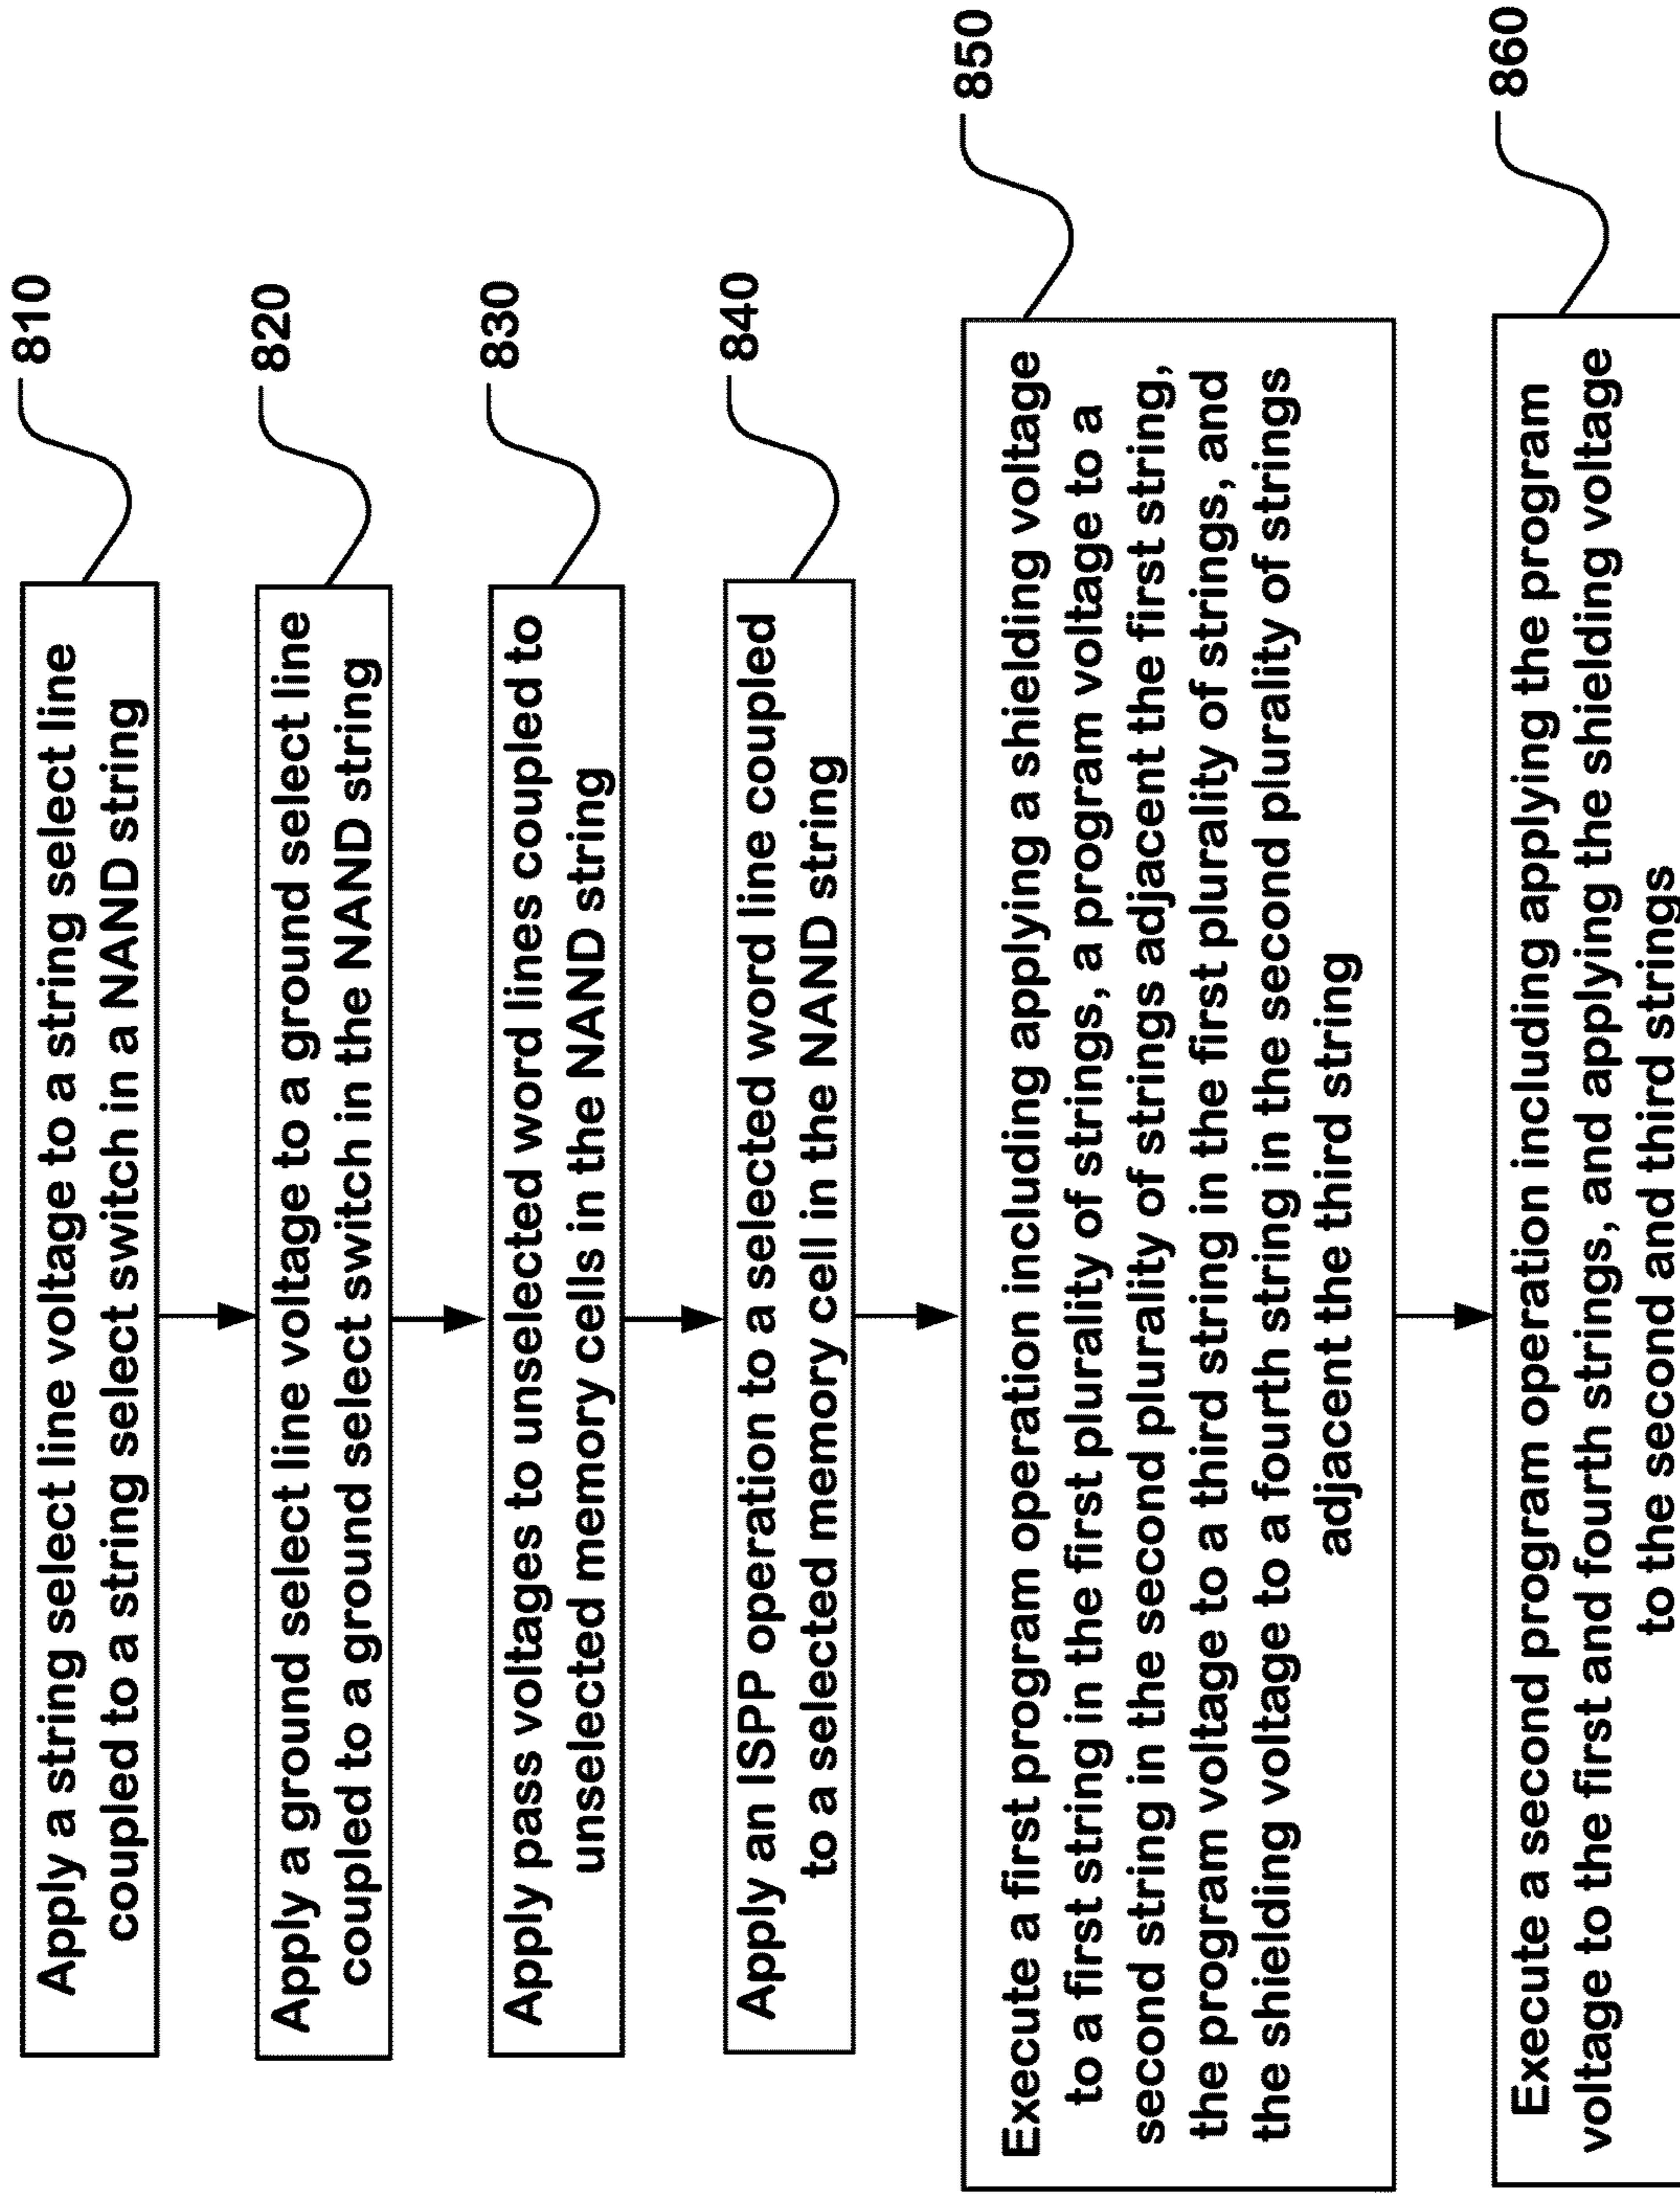 Apply a string select line voltage to a string select line
coupled to a string select switch in a NAND string
810
Apply a ground select line voltage to a ground select line
coupled to a ground select switch in the NAND string
820
Apply pass voltages to unselected word lines coupled to
unselected memory cells in the NAND string
830
Apply an ISPP operation to a selected word line coupled
to a selected memory cell in the NAND string
840
Execute a first program operation including applying a shielding voltage
to a first string in the first plurality of strings, a program voltage to a
second string in the second plurality of strings adjacent the first string,
the program voltage to a third string in the first plurality of strings, and
the shielding voltage to a fourth string in the second plurality of strings
adjacent the third string
850
Execute a second program operation including applying the program
voltage to the first and fourth strings, and applying the shielding voltage
to the second and third strings
860